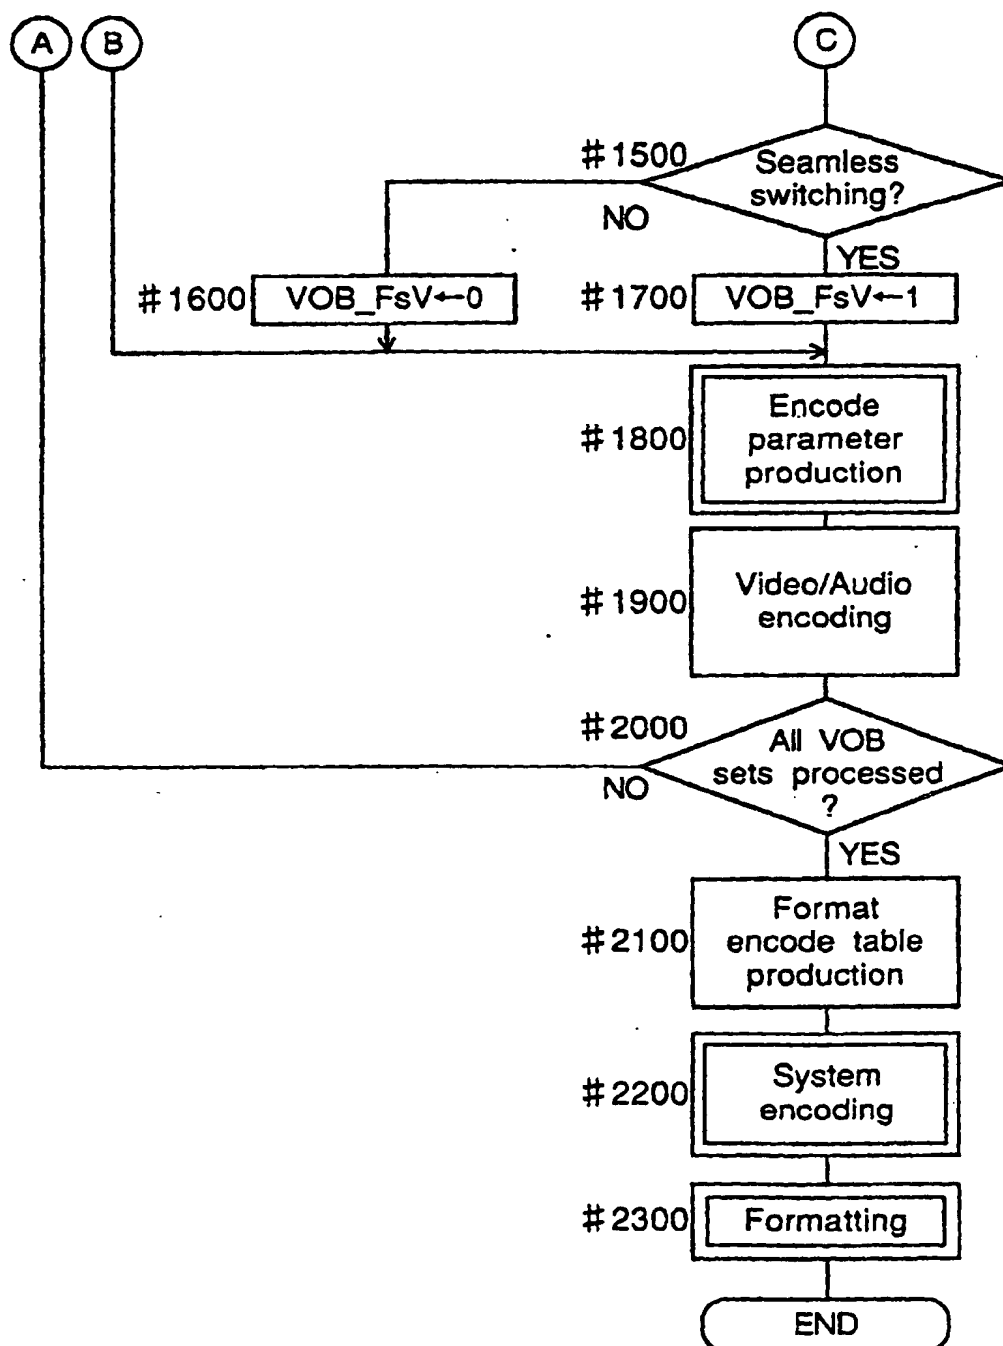 A B C
#1500
Seamless
switching?
NO
YES
#1600
VOB_FsV←0
#1700
VOB_FsV←1
#1800
Encode
parameter
production
#1900
Video/Audio
encoding
#2000
All VOB
sets processed
?
NO
YES
#2100
Format
encode table
production
#2200
System
encoding
#2300
Formatting
END